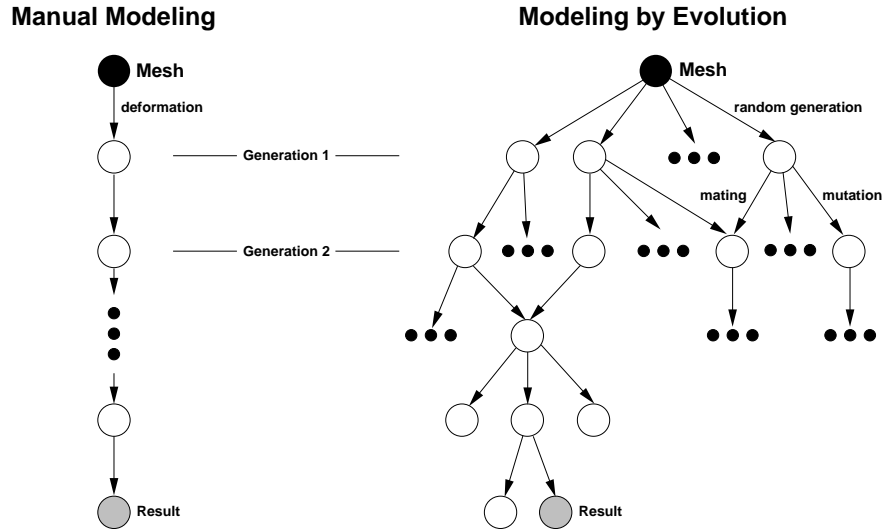 Manual Modeling
Modeling by Evolution
Mesh
Mesh
deformation
random generation
Generation 1
mating
mutation
Generation 2
Result
Result